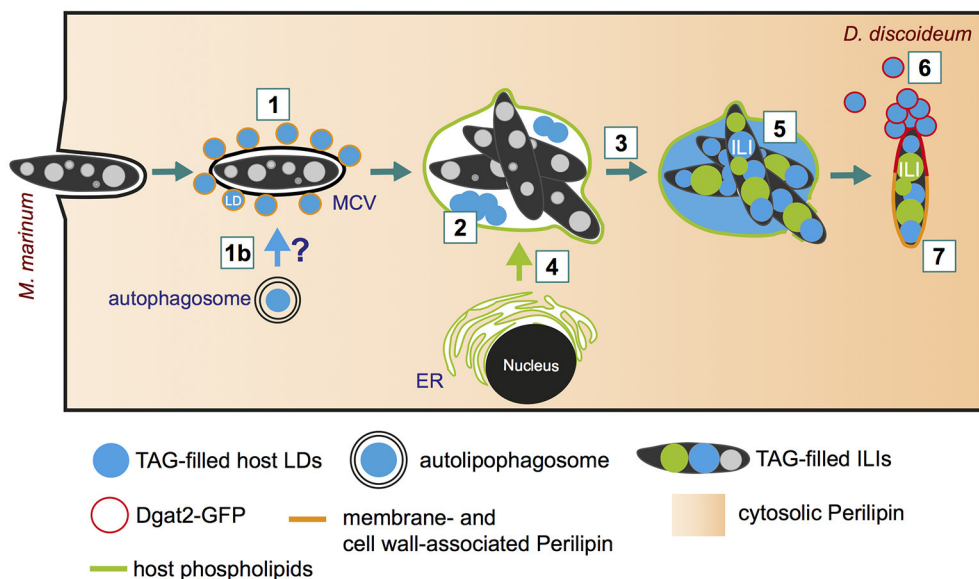 D. discoideum
M. marinum
1
LD
MCV
1b
?
autophagosome
2
3
4
ER
Nucleus
5
ILI
6
ILI
7
TAG-filled host LDs
autolipophagosome
TAG-filled ILIs
Dgat2-GFP
membrane- and
cell wall-associated Perilipin
cytosolic Perilipin
host phospholipids